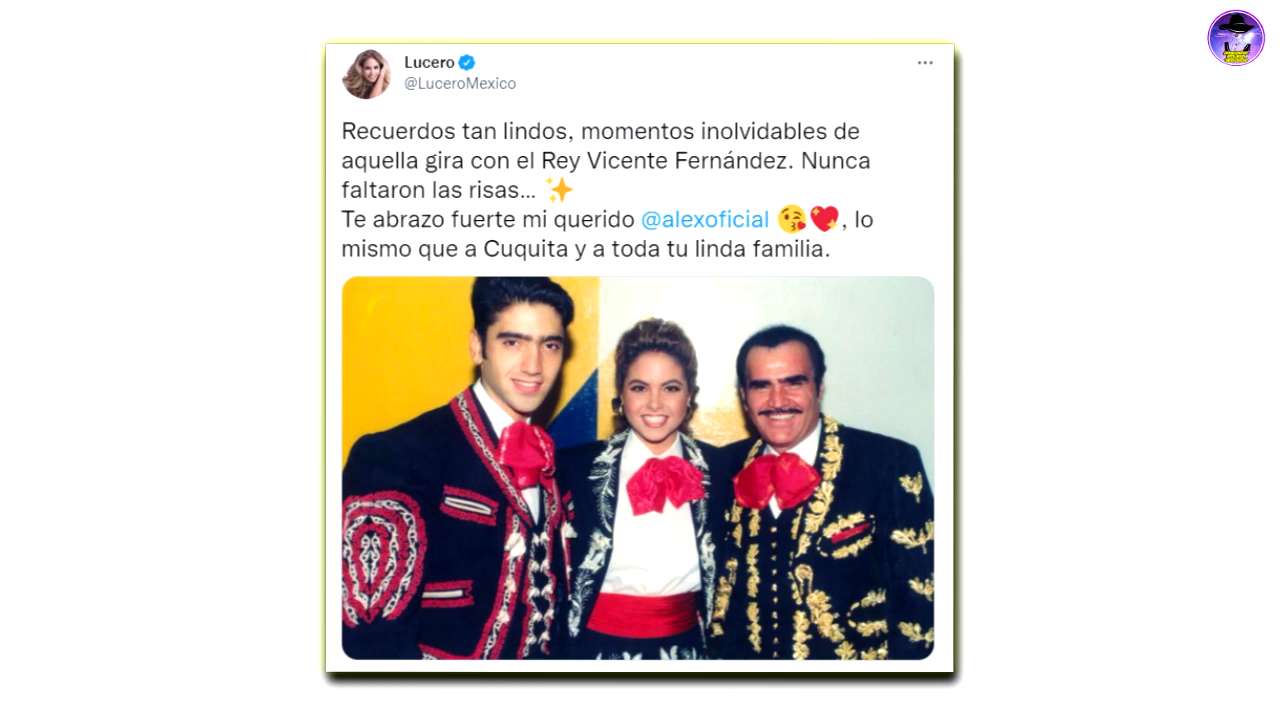 Lucero
@LuceroMexico
Recuerdos tan lindos, momentos inolvidables de
aquella gira con el Rey Vicente Fernández. Nunca
faltaron las risas... ✨
Te abrazo fuerte mi querido @alexoficial 😘💖, lo
mismo que a Cuquita y a toda tu linda familia.